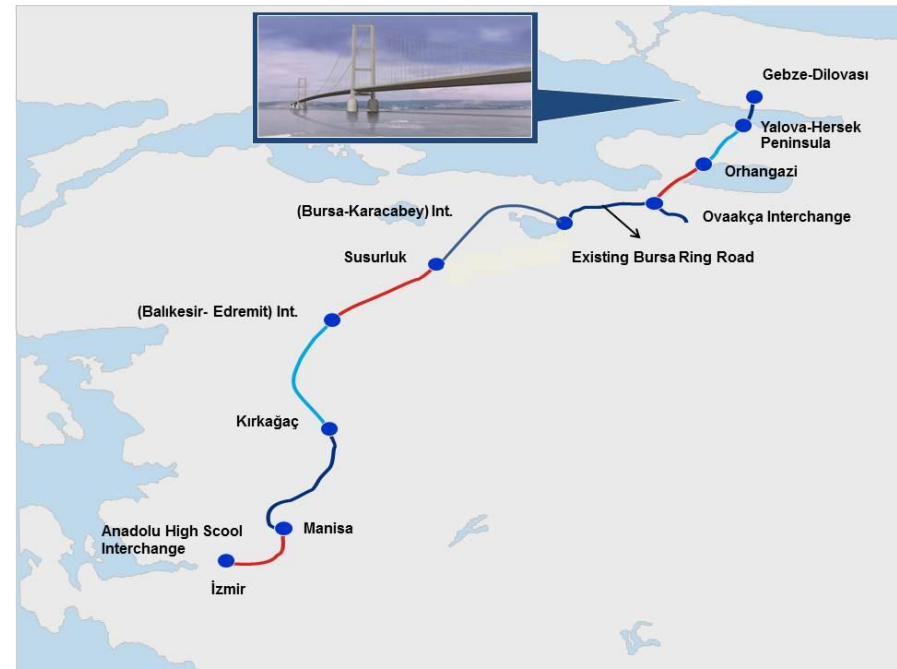 Gebze-Dilovası
Yalova-Hersek
Peninsula
Orhangazi
(Bursa-Karacabey) Int.
Ovaakça Interchange
Susurluk
Existing Bursa Ring Road
(Balıkesir- Edremit) Int.
Kırkağaç
Anadolu High Scool
Interchange
Manisa
İzmir